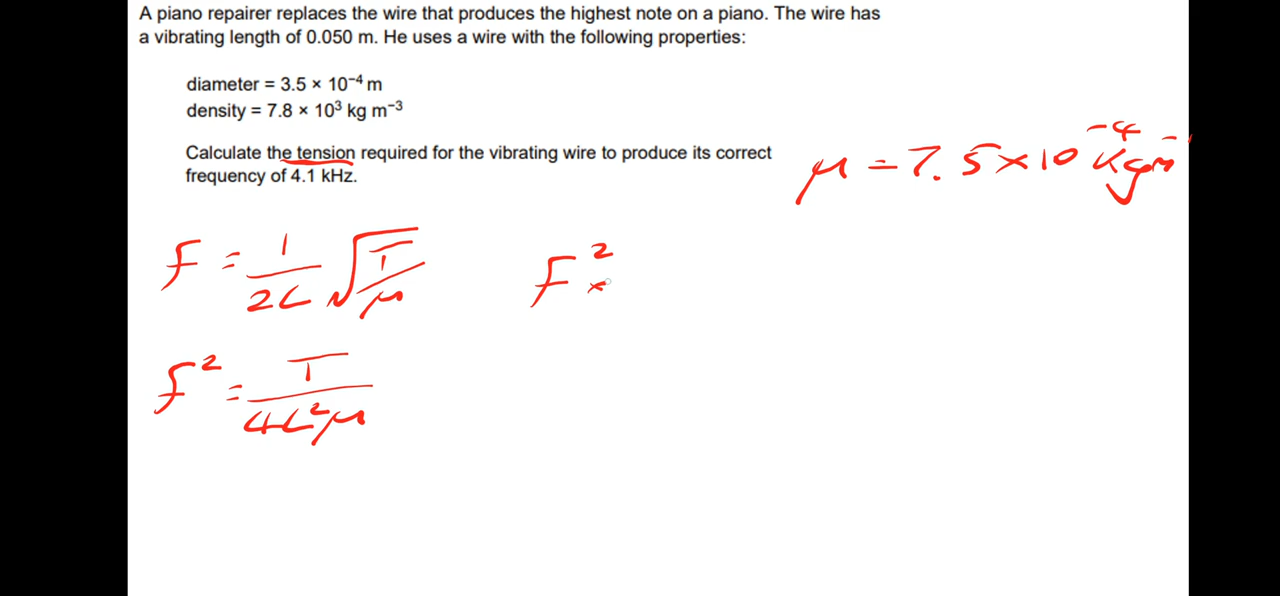 A piano repairer replaces the wire that produces the highest note on a piano. The wire has
a vibrating length of 0.050 m. He uses a wire with the following properties:
diameter = 3.5 × 10⁻⁴ m
density = 7.8 × 10³ kg m⁻³
Calculate the tension required for the vibrating wire to produce its correct
frequency of 4.1 kHz.
μ = 7.5 × 10⁻⁴ kgm⁻¹
f = 1/2L √T/μ
f² ×
f² = T/4L²μ